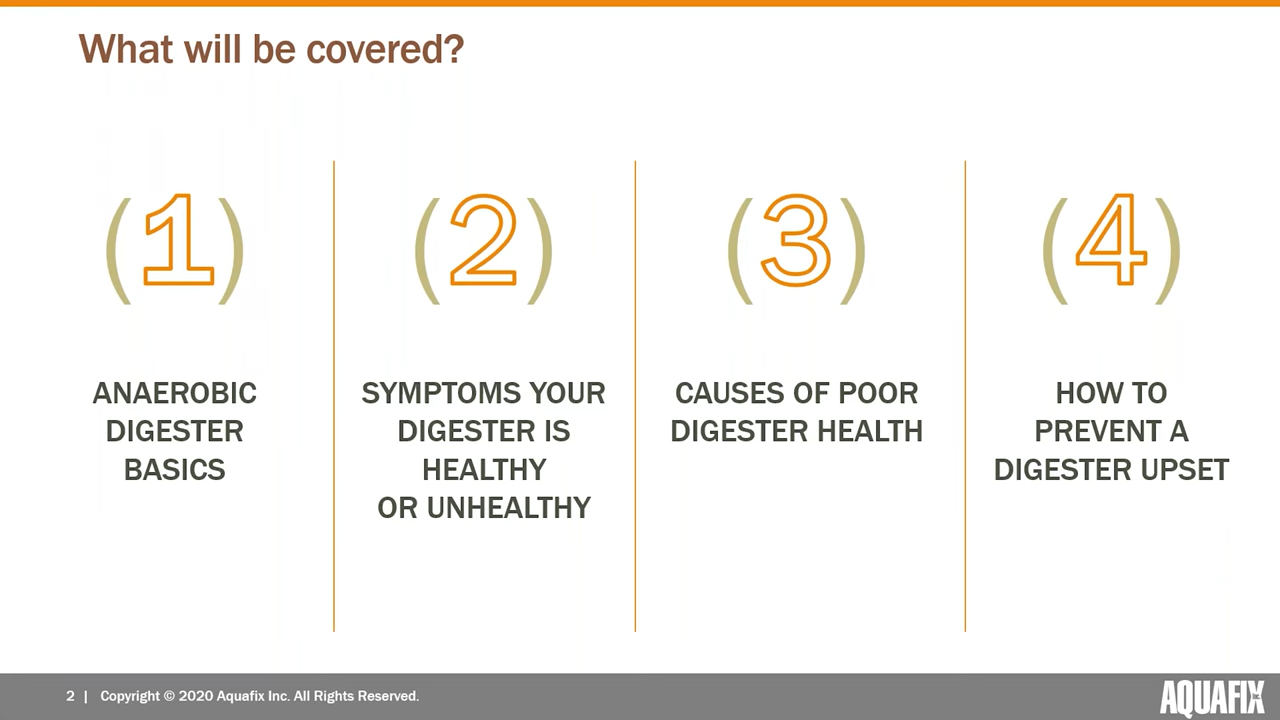 What will be covered?
(1)
ANAEROBIC
DIGESTER
BASICS
(2)
SYMPTOMS YOUR
DIGESTER IS
HEALTHY
OR UNHEALTHY
(3)
CAUSES OF POOR
DIGESTER HEALTH
(4)
HOW TO
PREVENT A
DIGESTER UPSET
2 | Copyright © 2020 Aquafix Inc. All Rights Reserved.
AQUAFIX INC.